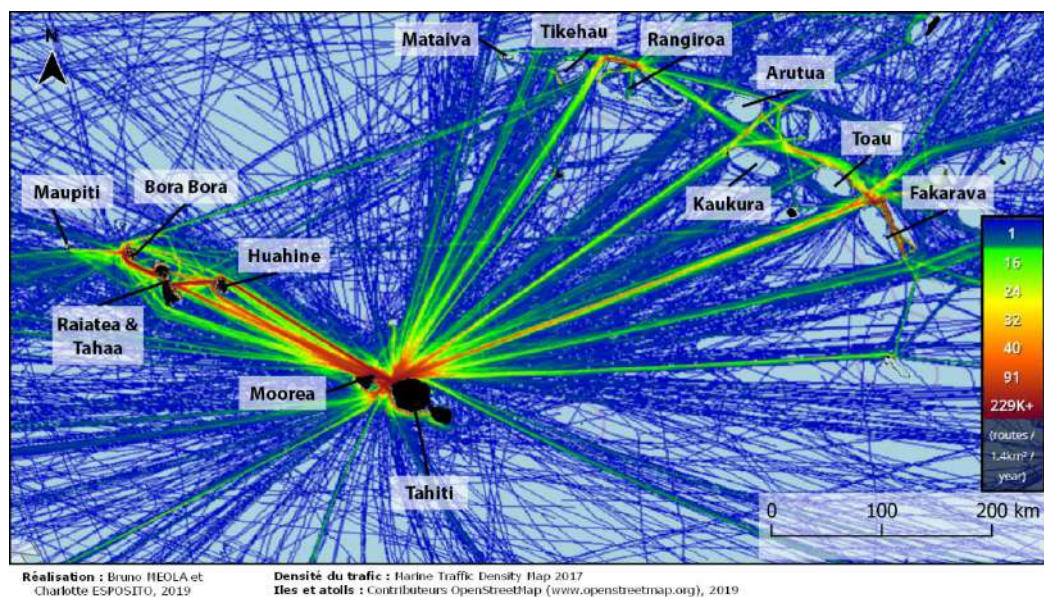 N
Mataiva
Tikehau
Rangiroa
Arutua
Toau
Kaukura
Fakarava
Maupiti
Bora Bora
Huahine
Raiatea &
Tahaa
Moorea
Tahiti
1
16
24
32
40
91
229K+
(routes /
1.4km² /
year)
0 100 200 km
Réalisation : Bruno MEOLA et
Charlotte ESPOSITO, 2019
Densité du trafic : Marine Traffic Density Map 2017
Iles et atolls : Contributeurs OpenStreetMap (www.openstreetmap.org), 2019